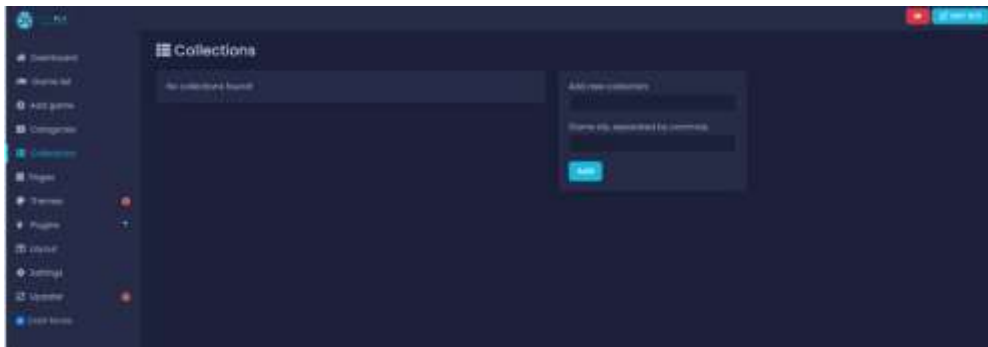 Collections
Dashboard
Game list
Add game
Categories
Collections
Pages
Themes
Plugins
Layout
Settings
Updater
No collections found!
Add new collection
Game ids, separated by commas
Add